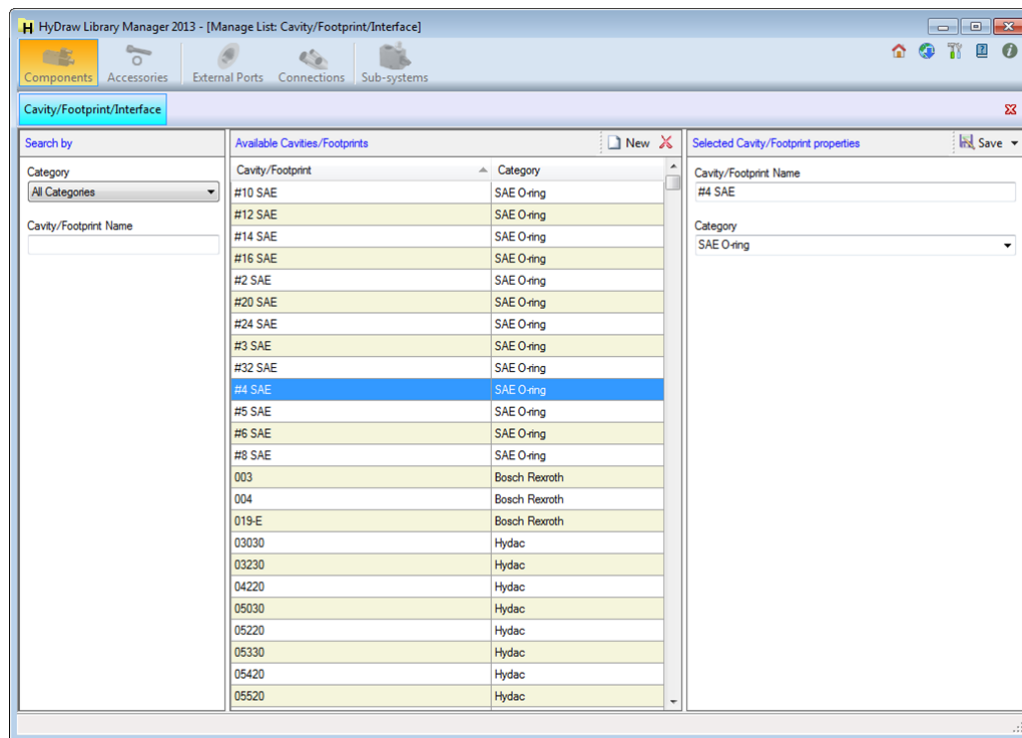 HyDraw Library Manager 2013 - [Manage List: Cavity/Footprint/Interface]
Components Accessories External Ports Connections Sub-systems
Cavity/Footprint/Interface
Search by
Category
All Categories
Cavity/Footprint Name
Available Cavities/Footprints New
Cavity/Footprint Category
#10 SAE SAE O-ring
#12 SAE SAE O-ring
#14 SAE SAE O-ring
#16 SAE SAE O-ring
#2 SAE SAE O-ring
#20 SAE SAE O-ring
#24 SAE SAE O-ring
#3 SAE SAE O-ring
#32 SAE SAE O-ring
#4 SAE SAE O-ring
#5 SAE SAE O-ring
#6 SAE SAE O-ring
#8 SAE SAE O-ring
003 Bosch Rexroth
004 Bosch Rexroth
019-E Bosch Rexroth
03030 Hydac
03230 Hydac
04220 Hydac
05030 Hydac
05220 Hydac
05330 Hydac
05420 Hydac
05520 Hydac
Selected Cavity/Footprint properties Save
Cavity/Footprint Name
#4 SAE
Category
SAE O-ring